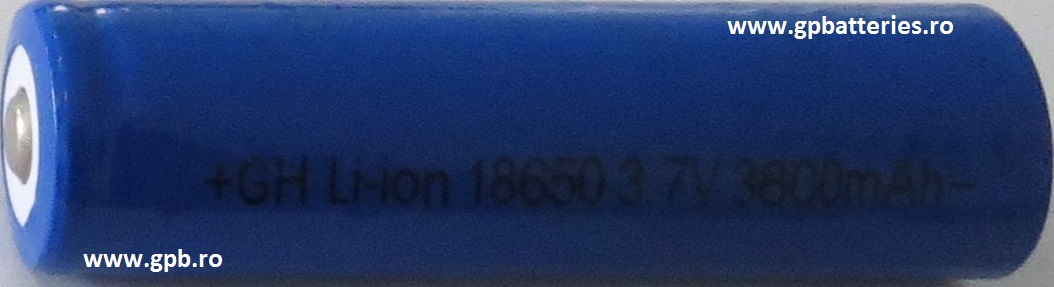 www.gpbatteries.ro
+GH Li-ion 18650 3.7V 3800mAh-
www.gpb.ro